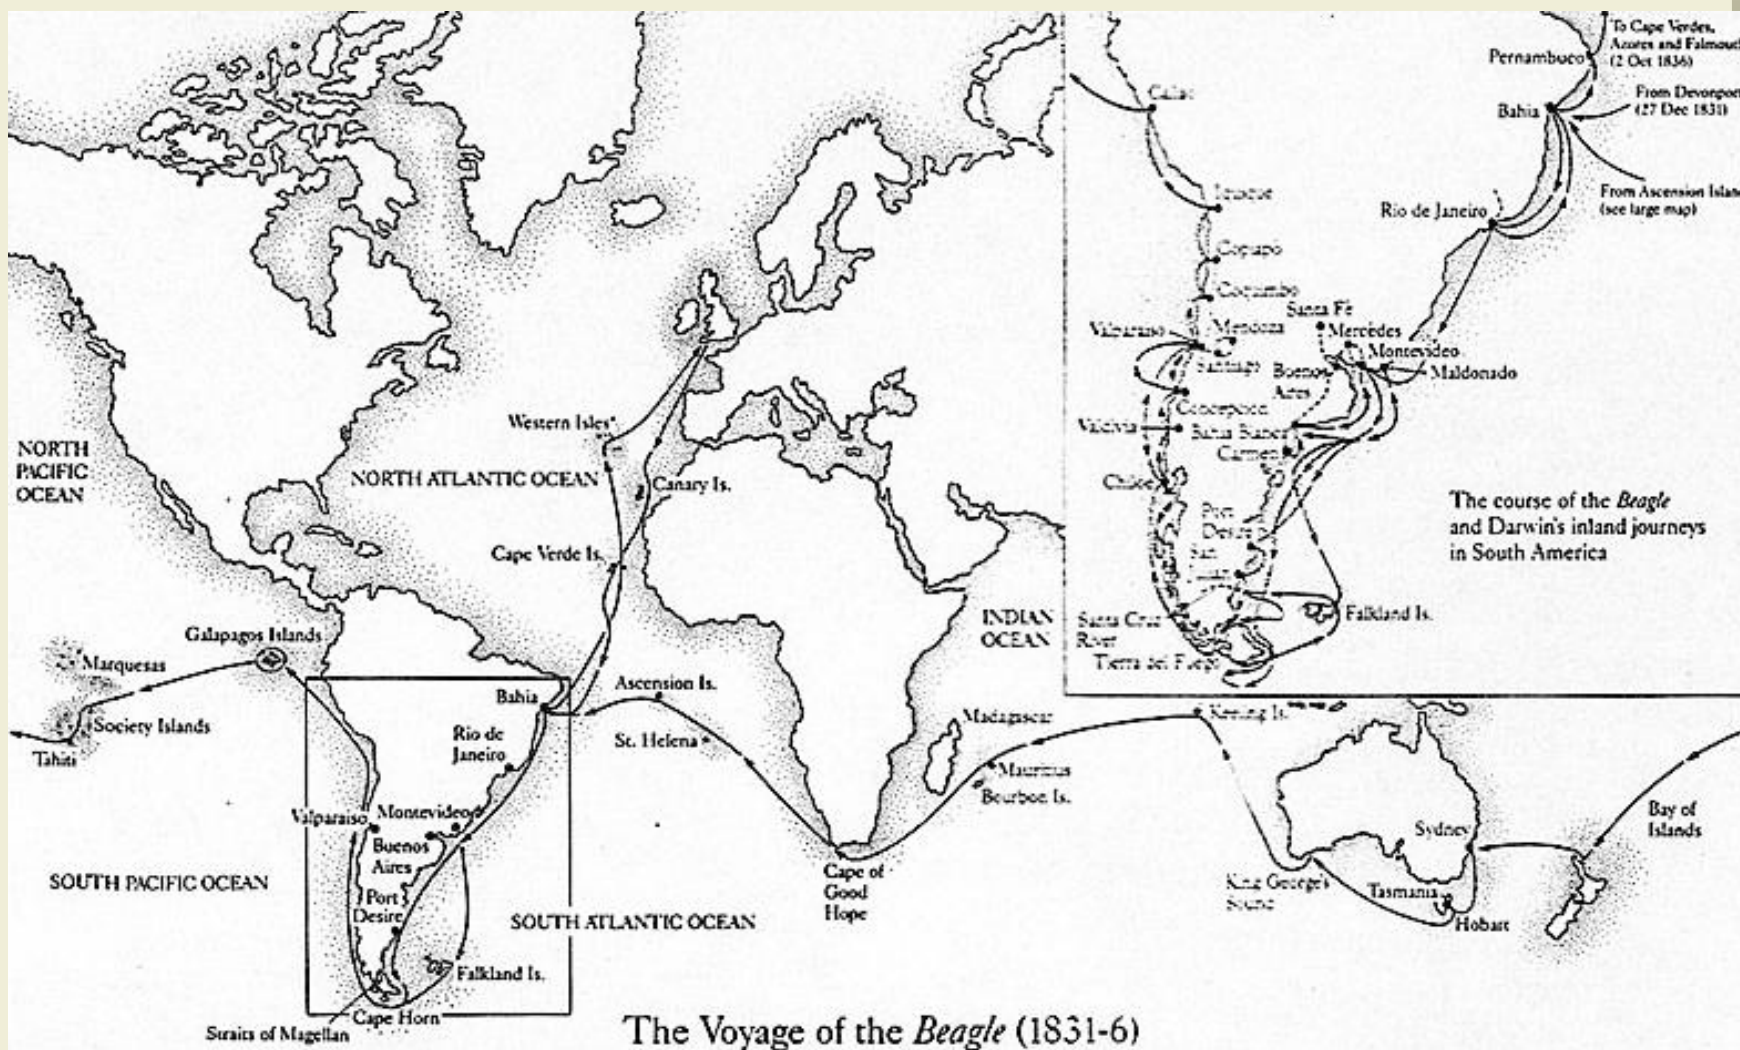 To Cape Verdes,
Azores and Falmouth
(2 Oct 1836)
Pernambuco
From Devonport
(27 Dec 1831)
Callao
Bahia
From Ascension Island
(see large map)
Iquique
Rio de Janeiro
Copiapó
Coquimbo
Santa Fé
Valparaiso
Mendoza
Mercedes
Montevideo
Santiago
Buenos
Aires
Maldonado
Concepcion
Valdivia
Bahia Blanca
Carmen
Chiloe
Port
Desire
San
Santa Cruz
River
Falkland Is.
Tierra del Fuego
The course of the Beagle
and Darwin's inland journeys
in South America
Western Isles
NORTH
PACIFIC
OCEAN
NORTH ATLANTIC OCEAN
Canary Is.
Cape Verde Is.
INDIAN
OCEAN
Galapagos Islands
Marquesas
Society Islands
Tahiti
Bahia
Ascension Is.
Rio de
Janeiro
St. Helena
Madagascar
Keeling Is.
Mauritius
Bourbon Is.
Valparaiso
Montevideo
Buenos
Aires
Port
Desire
Sydney
Bay of
Islands
SOUTH PACIFIC OCEAN
SOUTH ATLANTIC OCEAN
Cape of
Good
Hope
King George's
Sound
Tasmania
Hobart
Falkland Is.
Cape Horn
Straits of Magellan
The Voyage of the Beagle (1831-6)